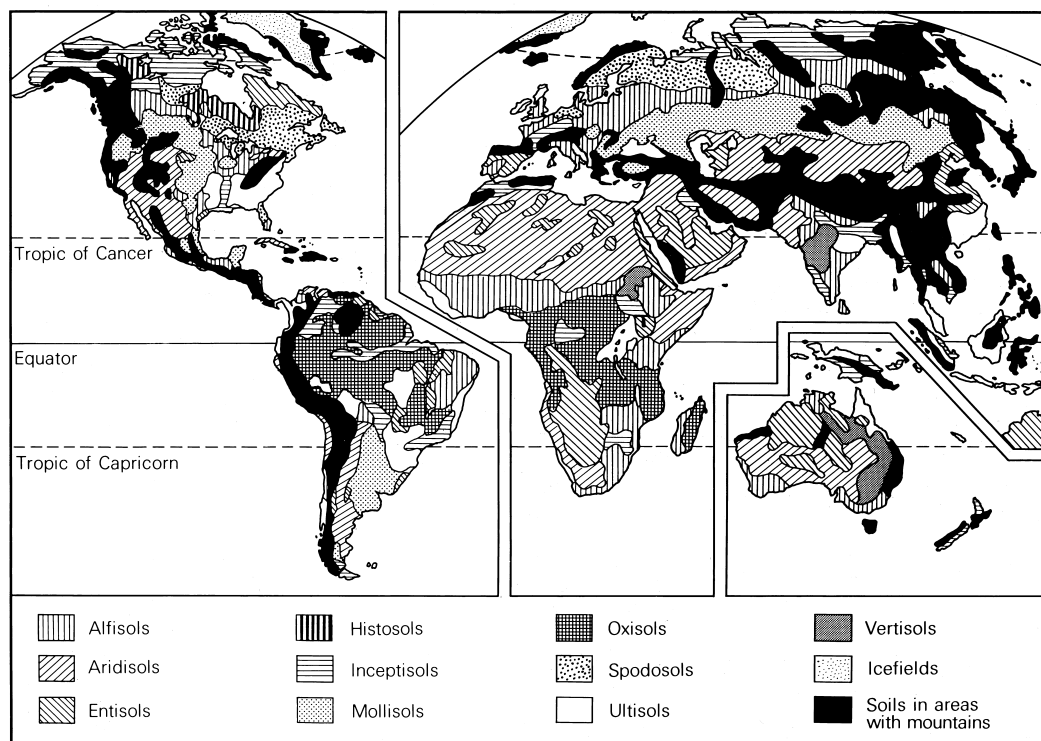 Tropic of Cancer
Equator
Tropic of Capricorn
Alfisols
Histosols
Oxisols
Vertisols
Aridisols
Inceptisols
Spodosols
Icefields
Entisols
Mollisols
Ultisols
Soils in areas
with mountains